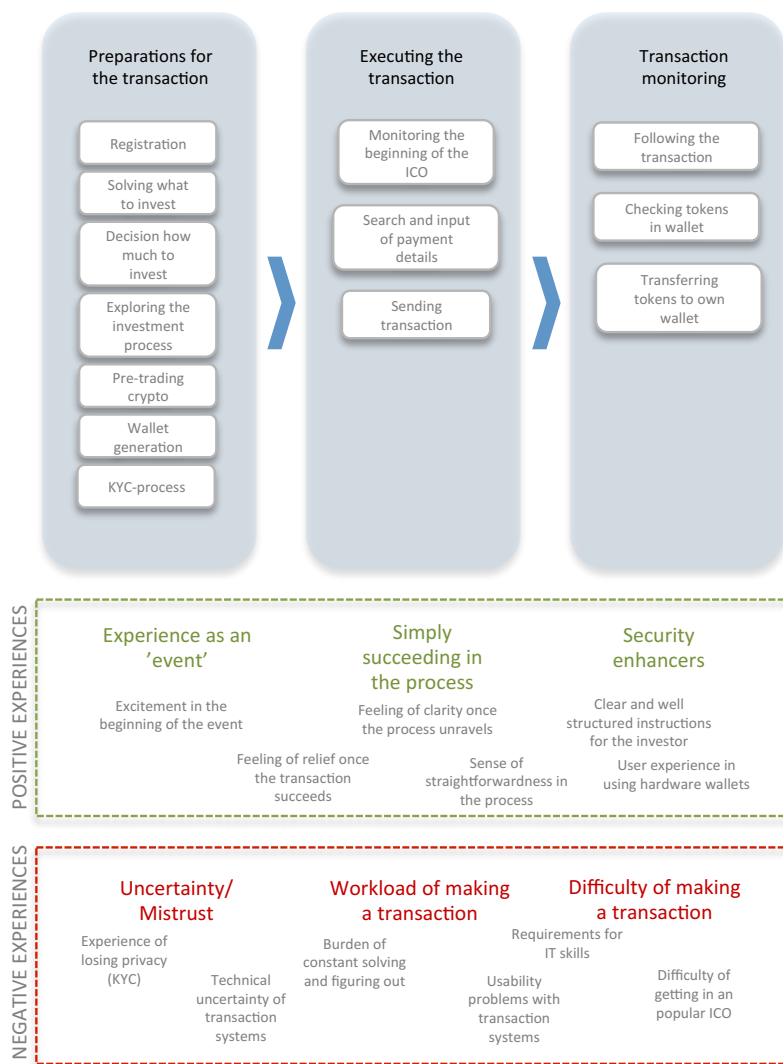 Preparations for
the transaction
Registration
Solving what
to invest
Decision how
much to
invest
Exploring the
investment
process
Pre-trading
crypto
Wallet
generation
KYC-process
Executing the
transaction
Monitoring the
beginning of the
ICO
Search and input
of payment
details
Sending
transaction
Transaction
monitoring
Following the
transaction
Checking tokens
in wallet
Transferring
tokens to own
wallet
POSITIVE EXPERIENCES
Experience as an
’event’
Excitement in the
beginning of the event
Feeling of relief once
the transaction
succeeds
Simply
succeeding in
the process
Feeling of clarity once
the process unravels
Sense of
straightforwardness in
the process
Security
enhancers
Clear and well
structured instructions
for the investor
User experience in
using hardware wallets
NEGATIVE EXPERIENCES
Uncertainty/
Mistrust
Experience of
losing privacy
(KYC)
Technical
uncertainty of
transaction
systems
Workload of making
a transaction
Burden of
constant solving
and figuring out
Usability
problems with
transaction
systems
Difficulty of making
a transaction
Requirements for
IT skills
Difficulty of
getting in an
popular ICO